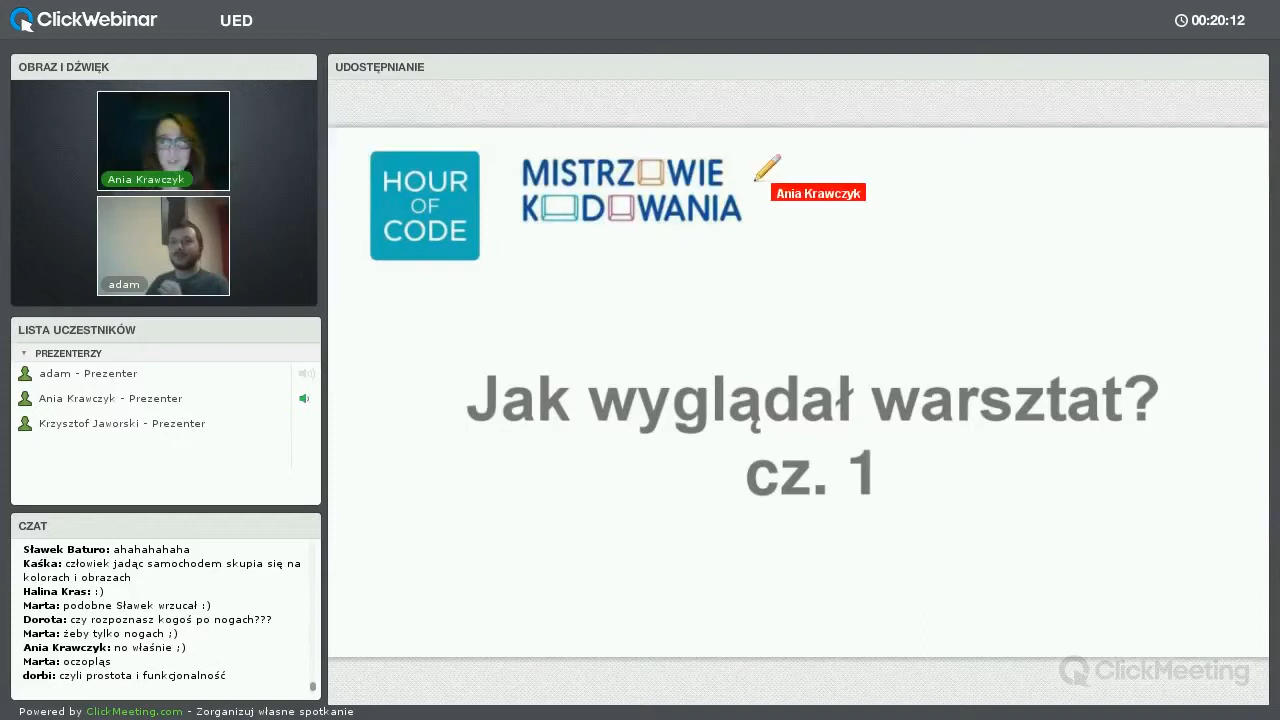 ClickWebinar
UED
00:20:12
OBRAZ I DŹWIĘK
Ania Krawczyk
adam
LISTA UCZESTNIKÓW
PREZENTERZY
adam - Prezenter
Ania Krawczyk - Prezenter
Krzysztof Jaworski - Prezenter
CZAT
Sławek Baturo: ahahahahaha
Kaśka: człowiek jadąc samochodem skupia się na
kolorach i obrazach
Halina Kras: :)
Marta: podobne Sławek wrzucał :)
Dorota: czy rozpoznasz kogoś po nogach???
Marta: żeby tylko nogach ;)
Ania Krawczyk: no właśnie ;)
Marta: oczopląs
dorbi: czyli prostota i funkcjonalność
UDOSTĘPNIANIE
HOUR
OF
CODE
MISTRZOWIE
KODOWANIA
Ania Krawczyk
Jak wyglądał warsztat?
cz. 1
ClickMeeting
Powered by ClickMeeting.com - Zorganizuj własne spotkanie